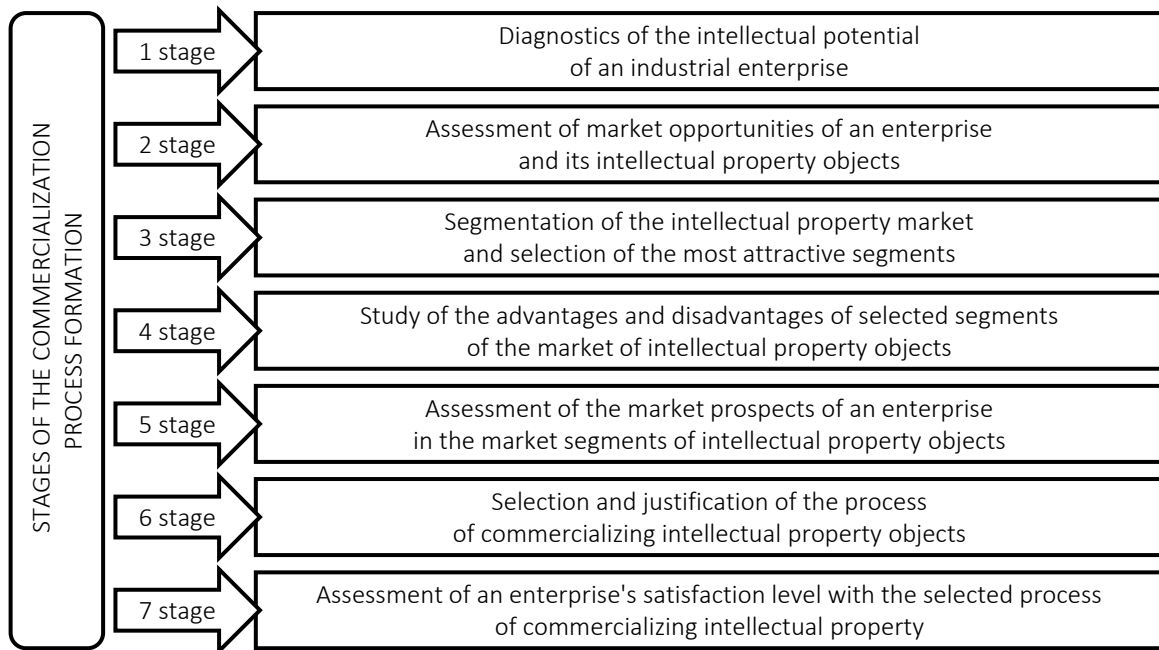 STAGES OF THE COMMERCIALIZATION
PROCESS FORMATION
1 stage
Diagnostics of the intellectual potential
of an industrial enterprise
2 stage
Assessment of market opportunities of an enterprise
and its intellectual property objects
3 stage
Segmentation of the intellectual property market
and selection of the most attractive segments
4 stage
Study of the advantages and disadvantages of selected segments
of the market of intellectual property objects
5 stage
Assessment of the market prospects of an enterprise
in the market segments of intellectual property objects
6 stage
Selection and justification of the process
of commercializing intellectual property objects
7 stage
Assessment of an enterprise's satisfaction level with the selected process
of commercializing intellectual property